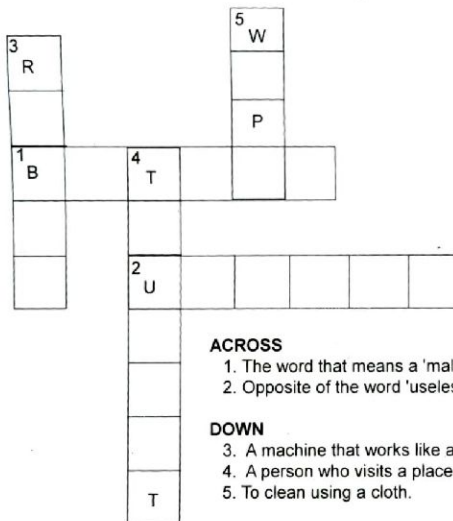 5
W
3
R
P
1
B
4
T
2
U
T
ACROSS
1. The word that means a 'mal
2. Opposite of the word 'useles
DOWN
3. A machine that works like a
4. A person who visits a place
5. To clean using a cloth.